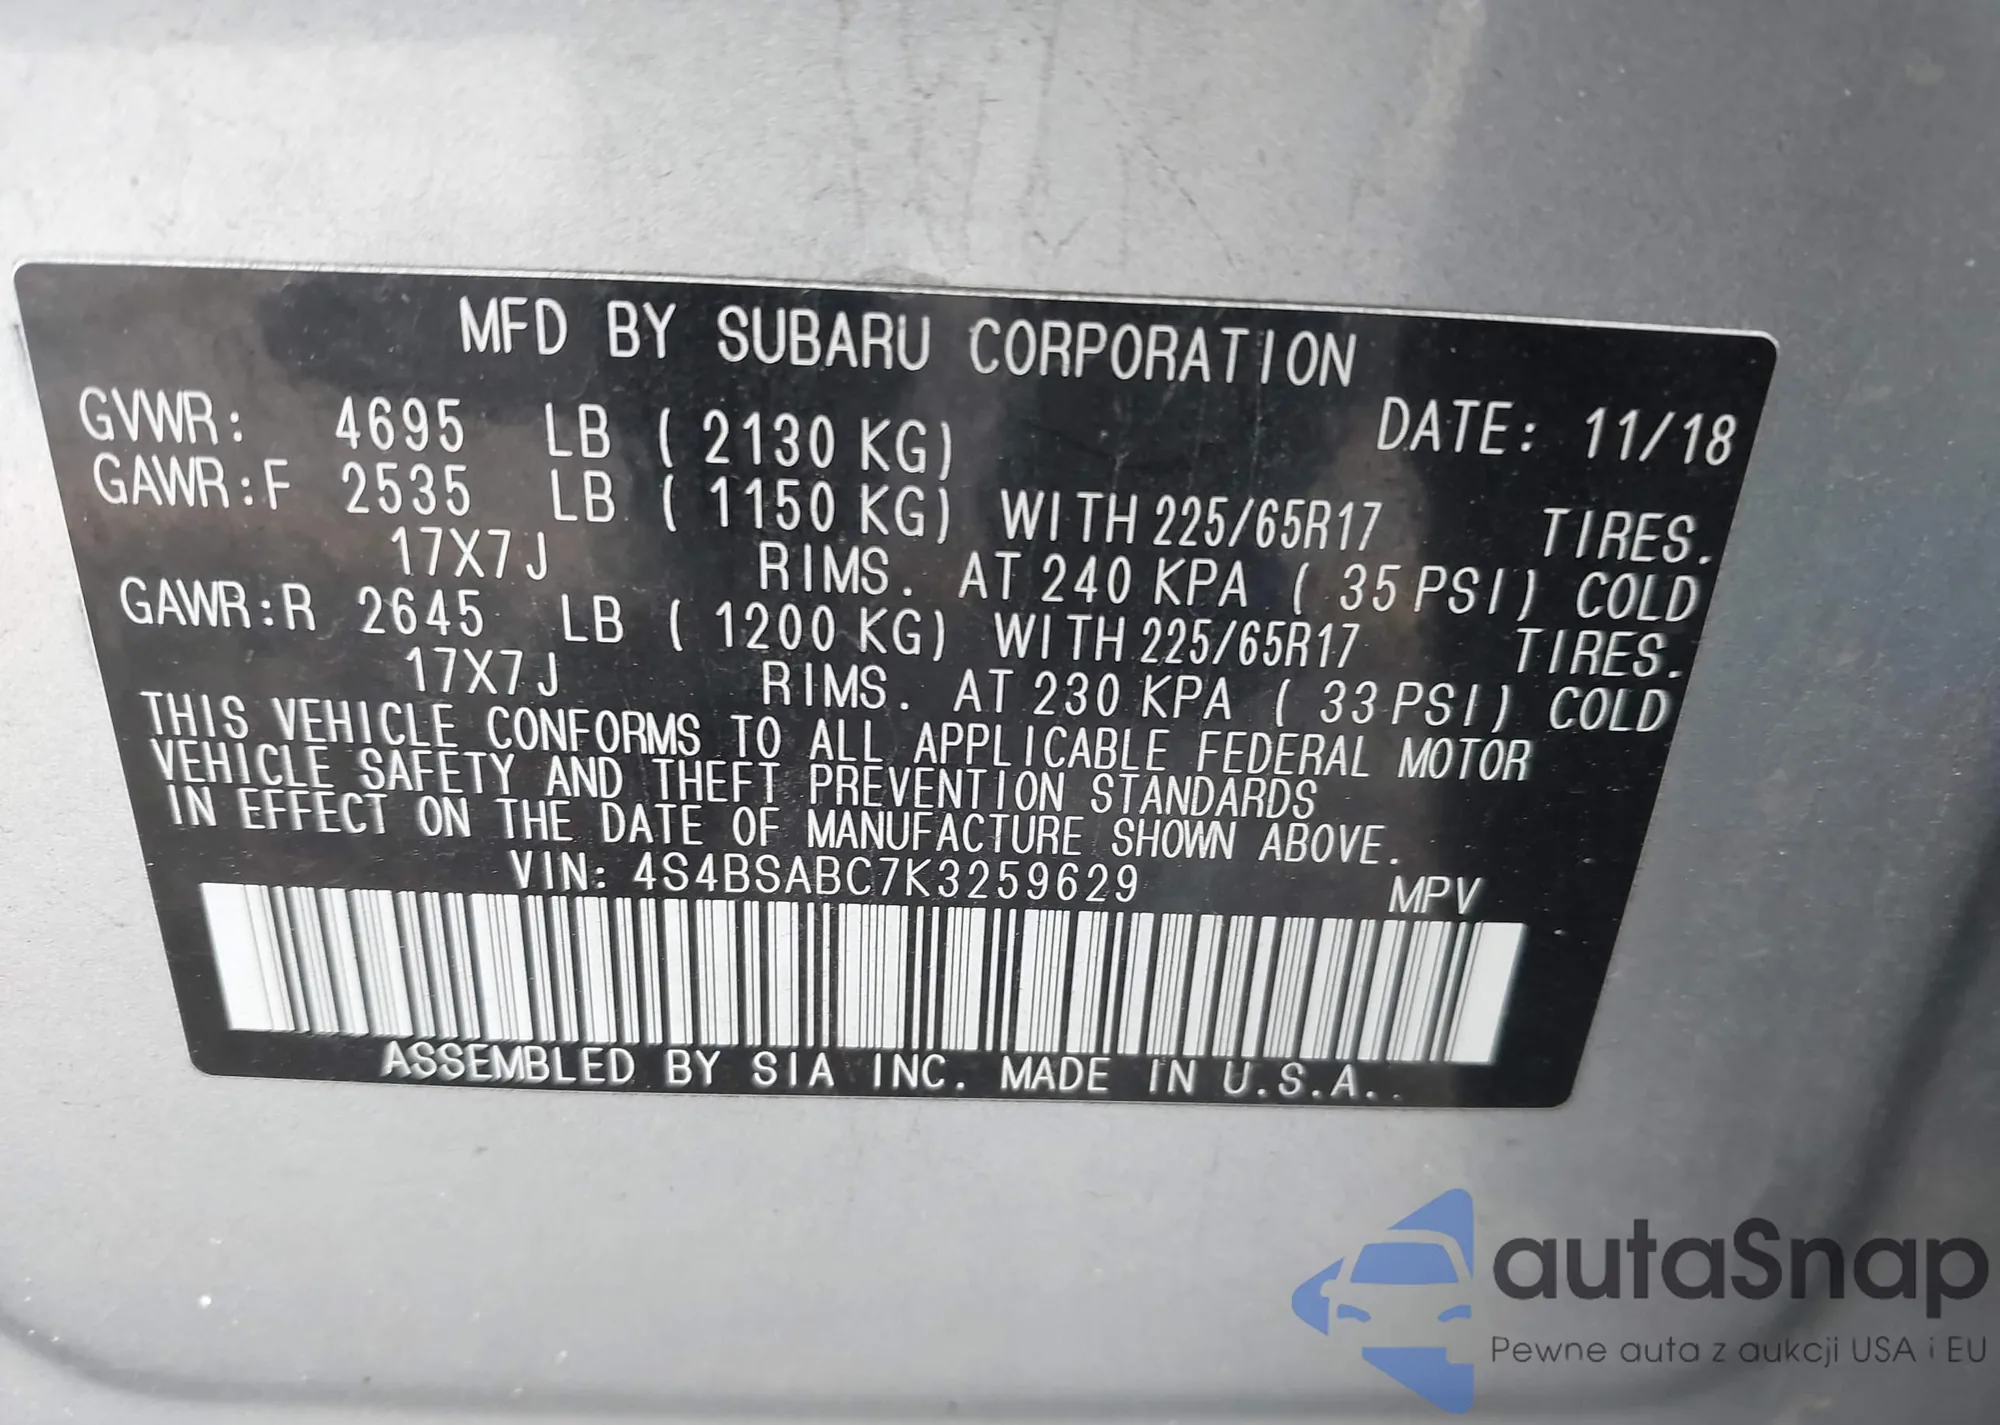 MFD BY SUBARU CORPORATION
GVWR: 4695 LB ( 2130 KG) DATE: 11/18
GAWR:F 2535 LB ( 1150 KG) WITH 225/65R17 TIRES.
17X7J RIMS. AT 240 KPA ( 35 PSI) COLD
GAWR:R 2645 LB ( 1200 KG) WITH 225/65R17 TIRES.
17X7J RIMS. AT 230 KPA ( 33 PSI) COLD
THIS VEHICLE CONFORMS TO ALL APPLICABLE FEDERAL MOTOR
VEHICLE SAFETY AND THEFT PREVENTION STANDARDS
IN EFFECT ON THE DATE OF MANUFACTURE SHOWN ABOVE.
VIN: 4S4BSABC7K3259629 MPV
ASSEMBLED BY SIA INC. MADE IN U.S.A..
autaSnap
Pewne auta z aukcji USA i EU